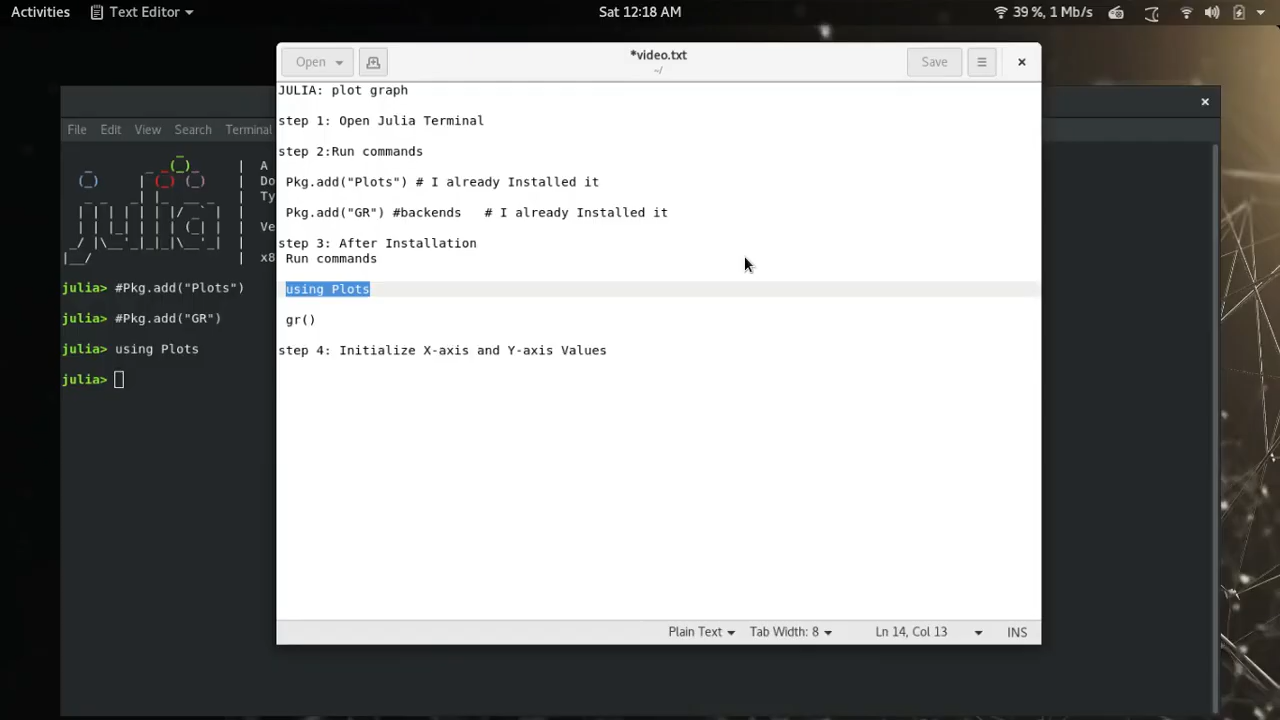 Activities Text Editor Sat 12:18 AM 39 %, 1 Mb/s
Open *video.txt Save
~/
JULIA: plot graph
step 1: Open Julia Terminal
step 2:Run commands
Pkg.add("Plots") # I already Installed it
Pkg.add("GR") #backends # I already Installed it
step 3: After Installation
Run commands
using Plots
gr()
step 4: Initialize X-axis and Y-axis Values
Plain Text Tab Width: 8 Ln 14, Col 13 INS
File Edit View Search Terminal
| A
| Do
| Ty
|
| Ve
|
| x8
julia> #Pkg.add("Plots")
julia> #Pkg.add("GR")
julia> using Plots
julia>